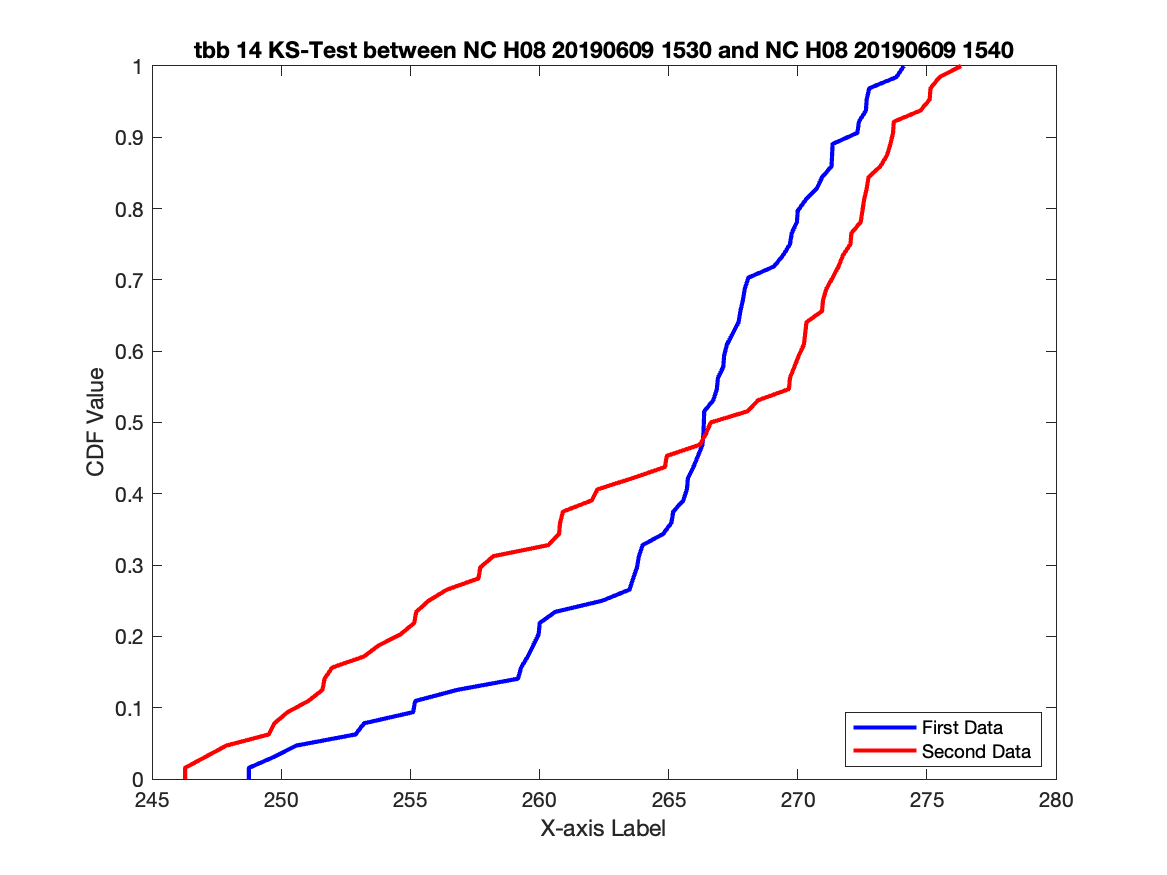 tbb 14 KS-Test between NC H08 20190609 1530 and NC H08 20190609 1540
1
0.9
0.8
0.7
0.6
0.5
0.4
0.3
0.2
0.1
0
CDF Value
First Data
Second Data
245 250 255 260 265 270 275 280
X-axis Label